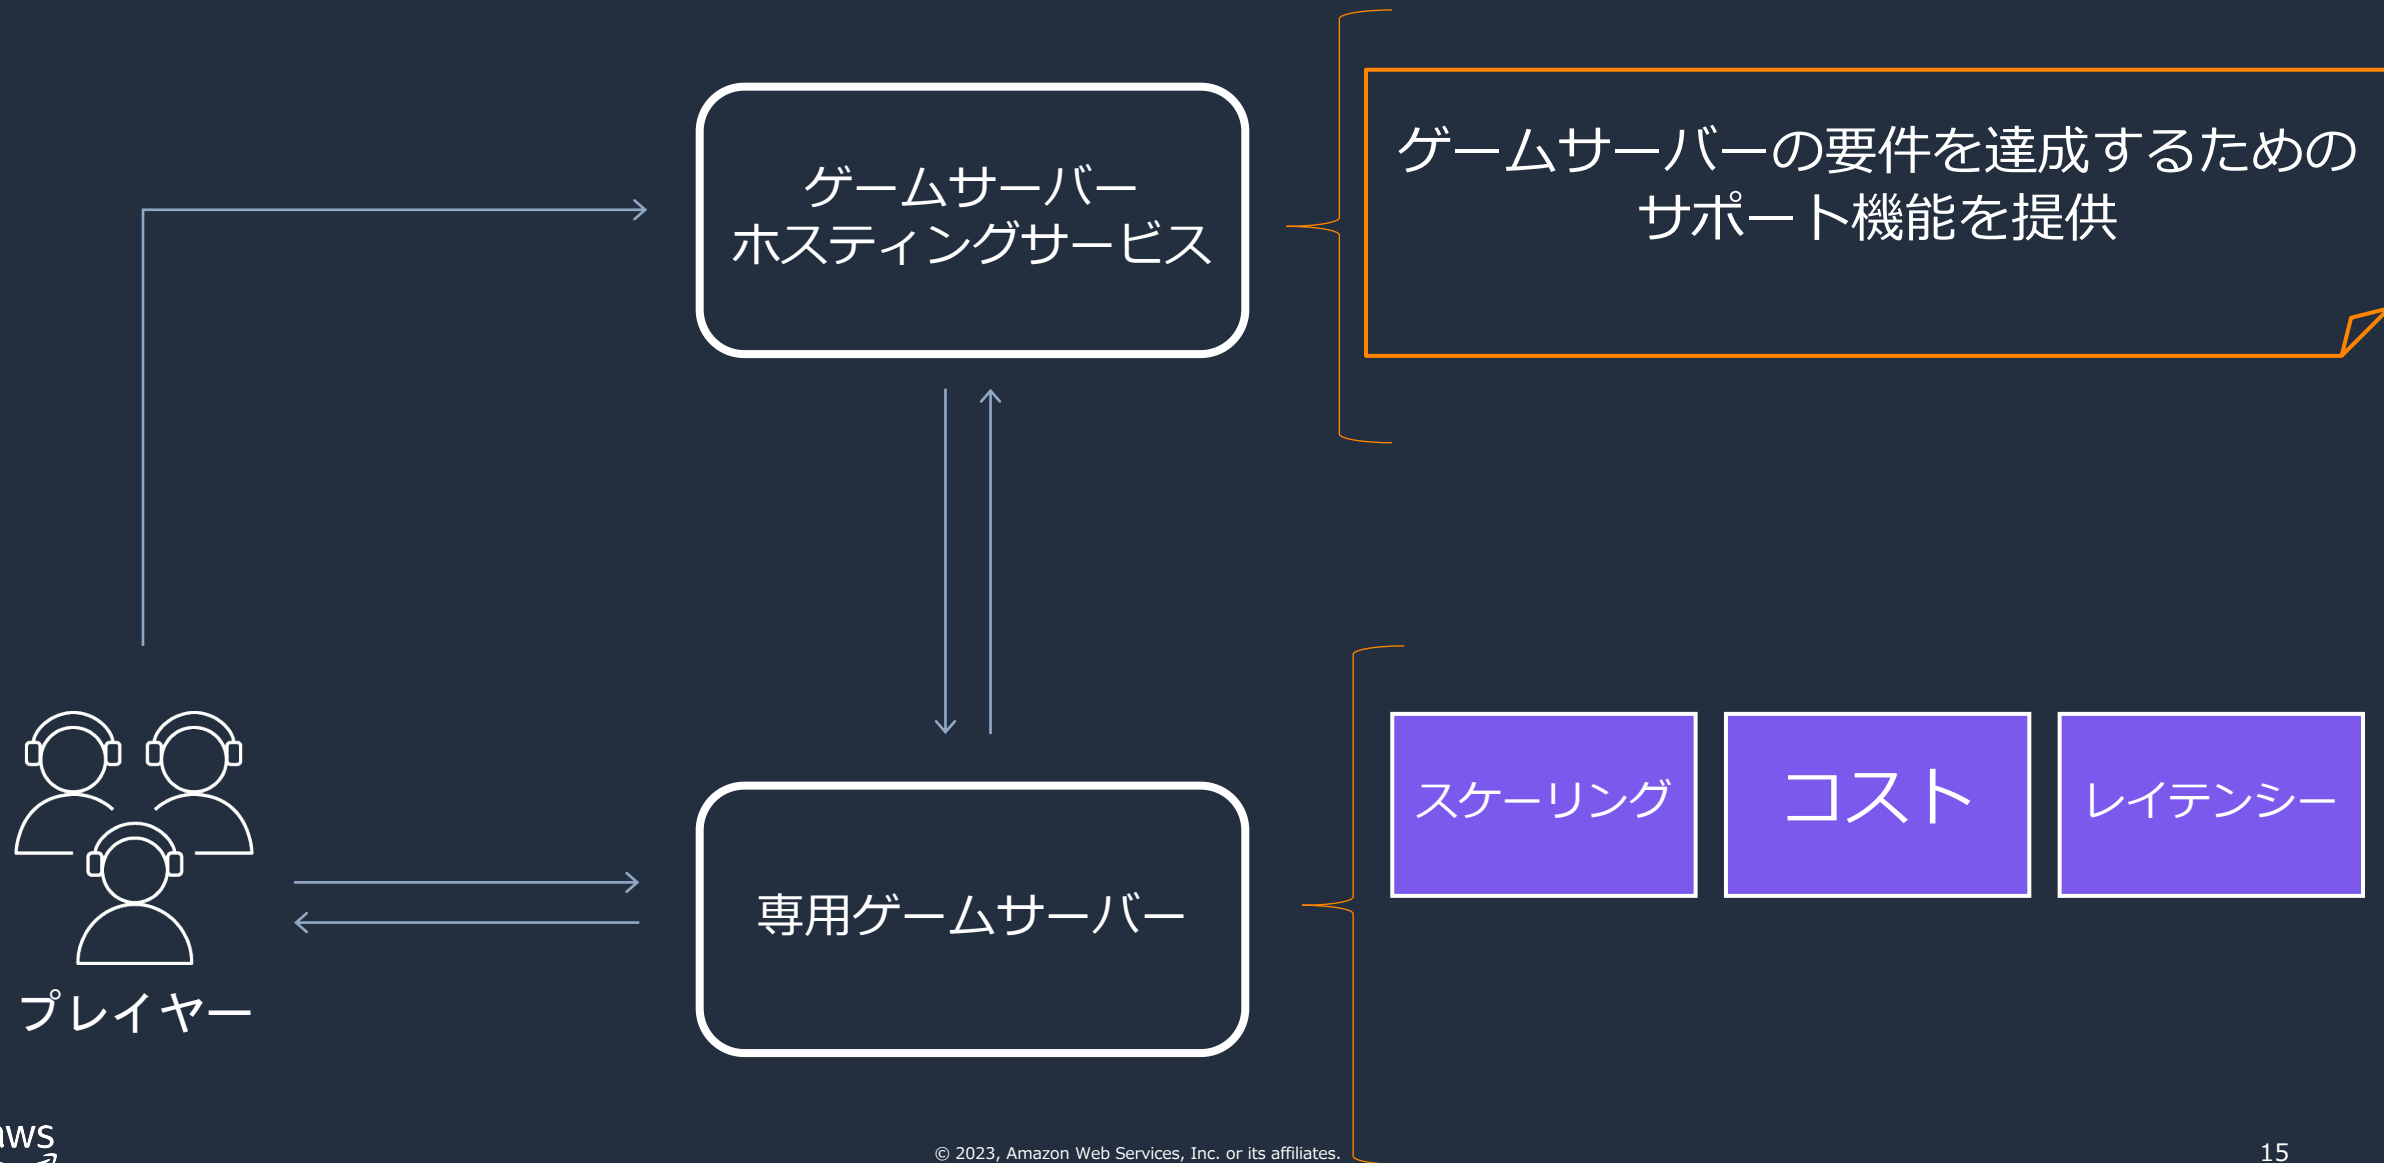 ゲームサーバー
ホスティングサービス
ゲームサーバーの要件を達成するための
サポート機能を提供
スケーリング
コスト
レイテンシー
専用ゲームサーバー
プレイヤー
aws
© 2023, Amazon Web Services, Inc. or its affiliates.
15